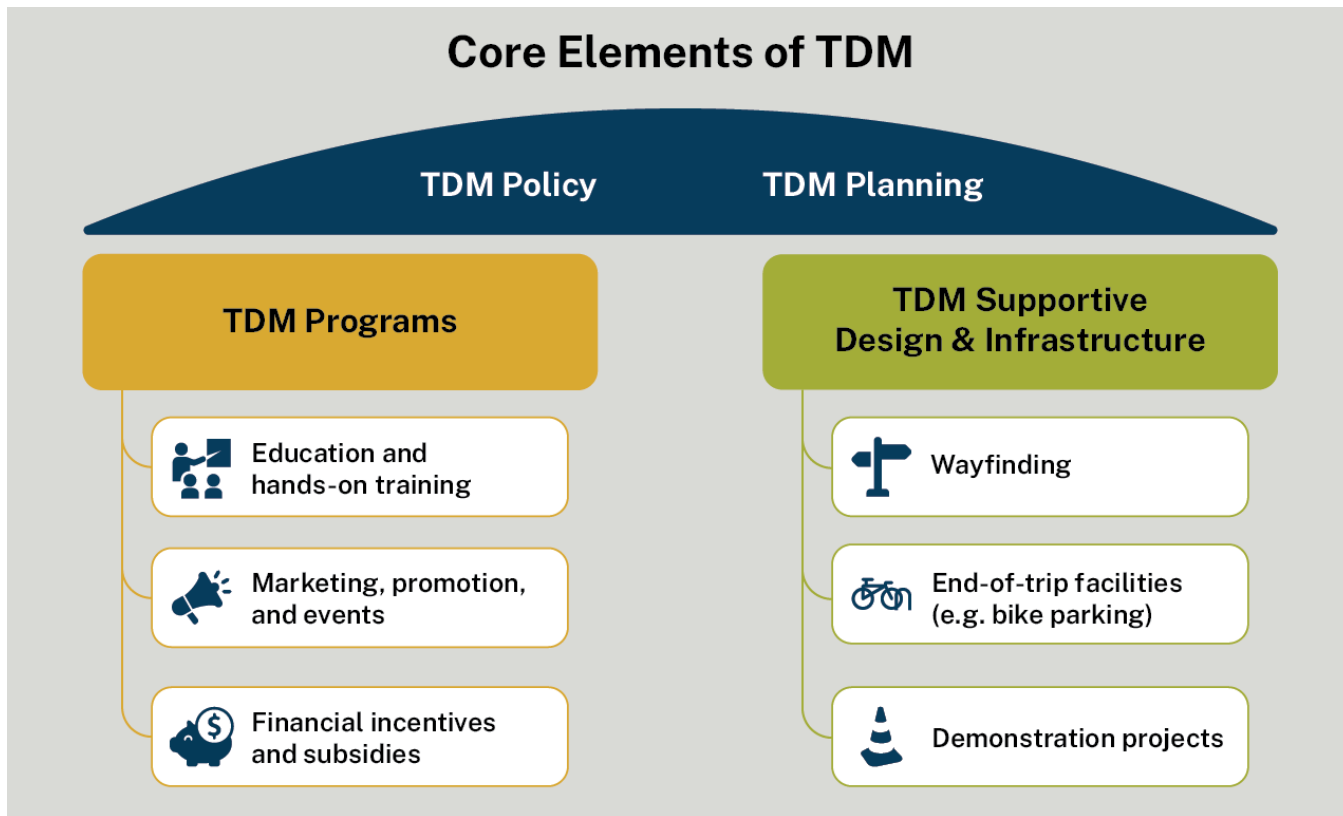 Core Elements of TDM
TDM Policy
TDM Planning
TDM Programs
Education and
hands-on training
Marketing, promotion,
and events
$
Financial incentives
and subsidies
TDM Supportive
Design & Infrastructure
Wayfinding
End-of-trip facilities
(e.g. bike parking)
Demonstration projects